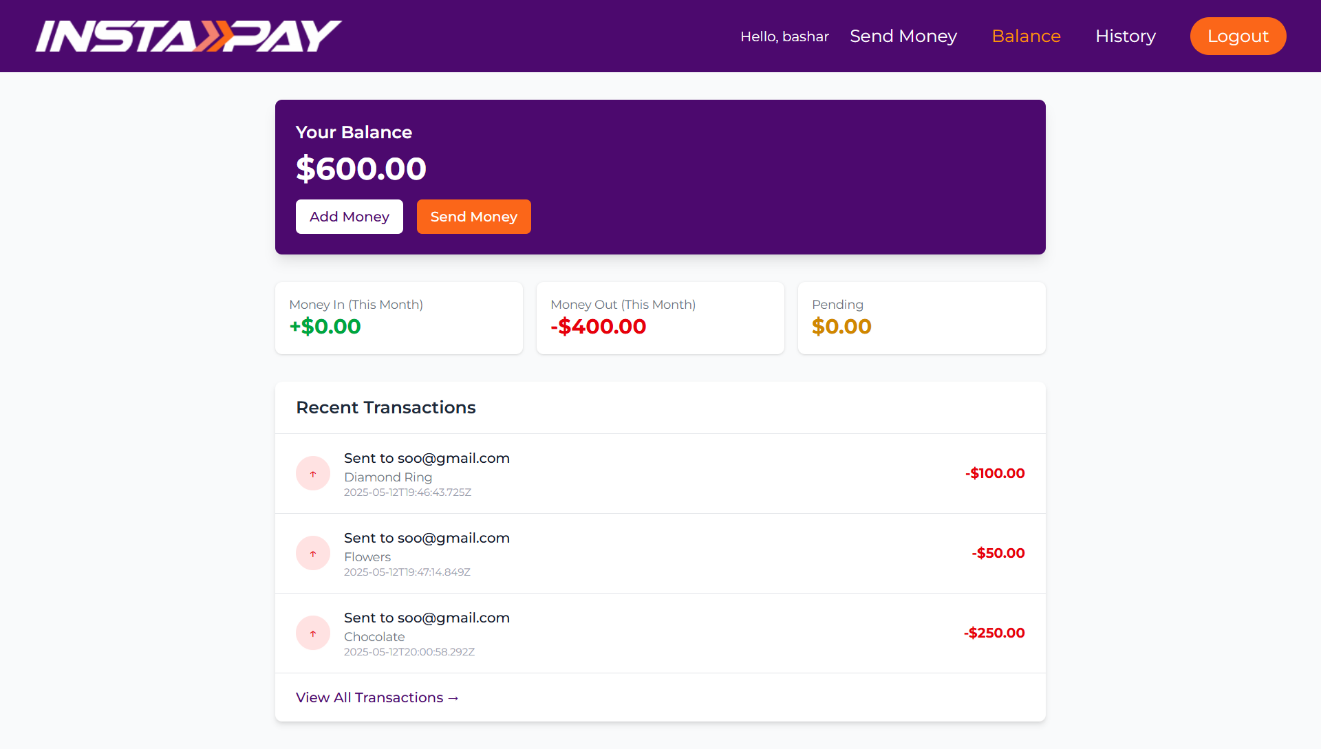 INSTAPAY
Hello, bashar Send Money Balance History Logout
Your Balance
$600.00
Add Money Send Money
Money In (This Month) Money Out (This Month) Pending
+$0.00 -$400.00 $0.00
Recent Transactions
Sent to soo@gmail.com
Diamond Ring -$100.00
2025-05-12T19:46:43.725Z
Sent to soo@gmail.com
Flowers -$50.00
2025-05-12T19:47:14.849Z
Sent to soo@gmail.com
Chocolate -$250.00
2025-05-12T20:00:58.292Z
View All Transactions →